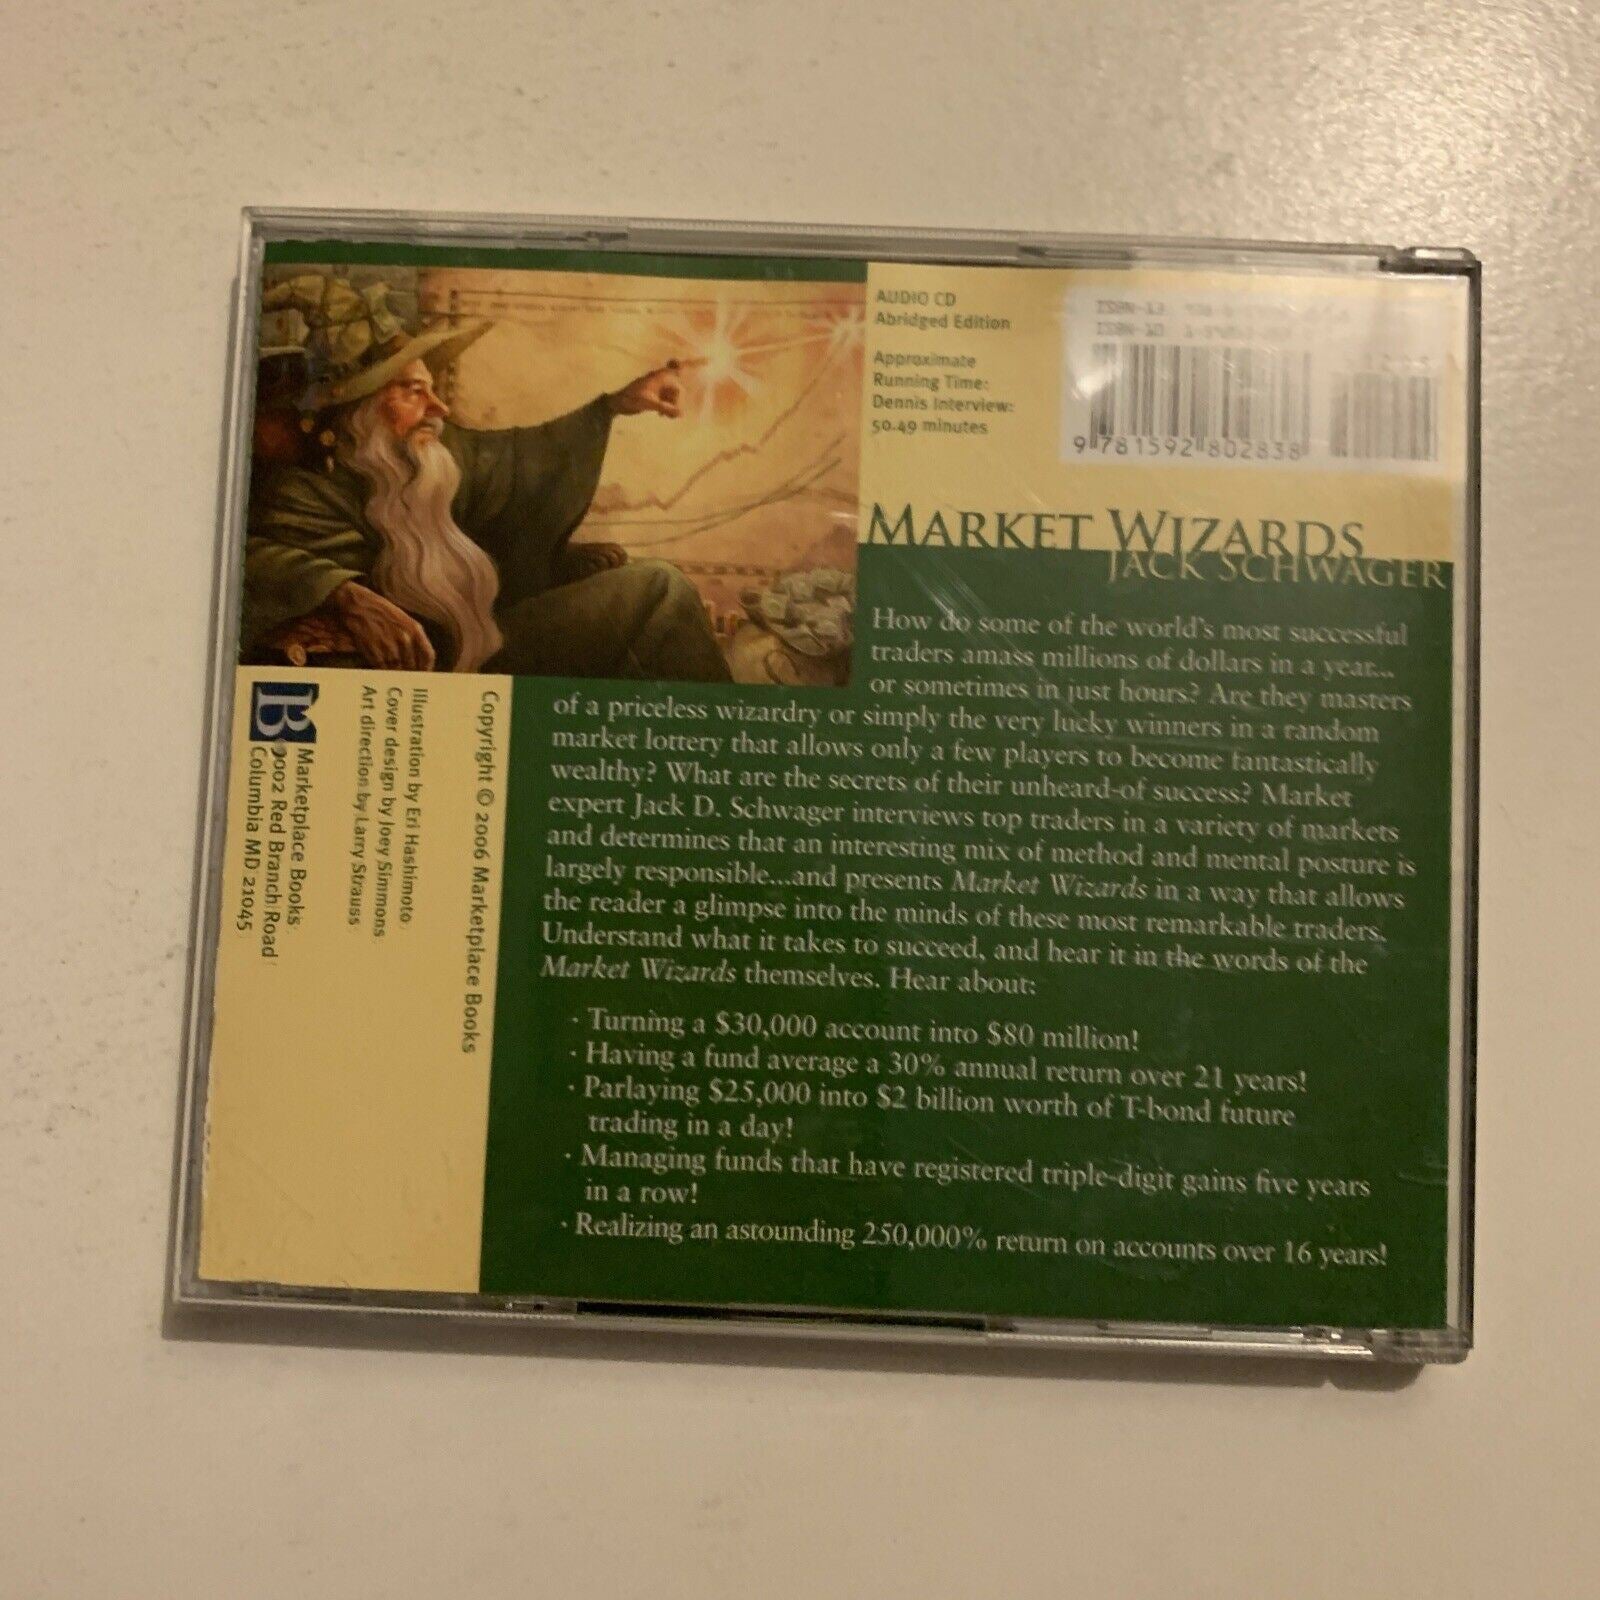 AUDIO CD
Abridged Edition
Approximate
Running Time:
Dennis Interview:
50.49 minutes
ISBN-13
ISBN-10
9 781592 802838
MARKET WIZARDS
JACK SCHWAGER
How do some of the world's most successful
traders amass millions of dollars in a year...
or sometimes in just hours? Are they masters
of a priceless wizardry or simply the very lucky winners in a random
market lottery that allows only a few players to become fantastically
wealthy? What are the secrets of their unheard-of success? Market
expert Jack D. Schwager interviews top traders in a variety of markets
and determines that an interesting mix of method and mental posture is
largely responsible...and presents Market Wizards in a way that allows
the reader a glimpse into the minds of these most remarkable traders.
Understand what it takes to succeed, and hear it in the words of the
Market Wizards themselves. Hear about:
· Turning a $30,000 account into $80 million!
· Having a fund average a 30% annual return over 21 years!
· Parlaying $25,000 into $2 billion worth of T-bond future
trading in a day!
· Managing funds that have registered triple-digit gains five years
in a row!
· Realizing an astounding 250,000% return on accounts over 16 years!
Copyright © 2006 Marketplace Books
Illustration by Eri Hashimoto
Cover design by Joey Simmons
Art direction by Larry Strauss
B
Marketplace Books
9002 Red Branch Road
Columbia MD 21045